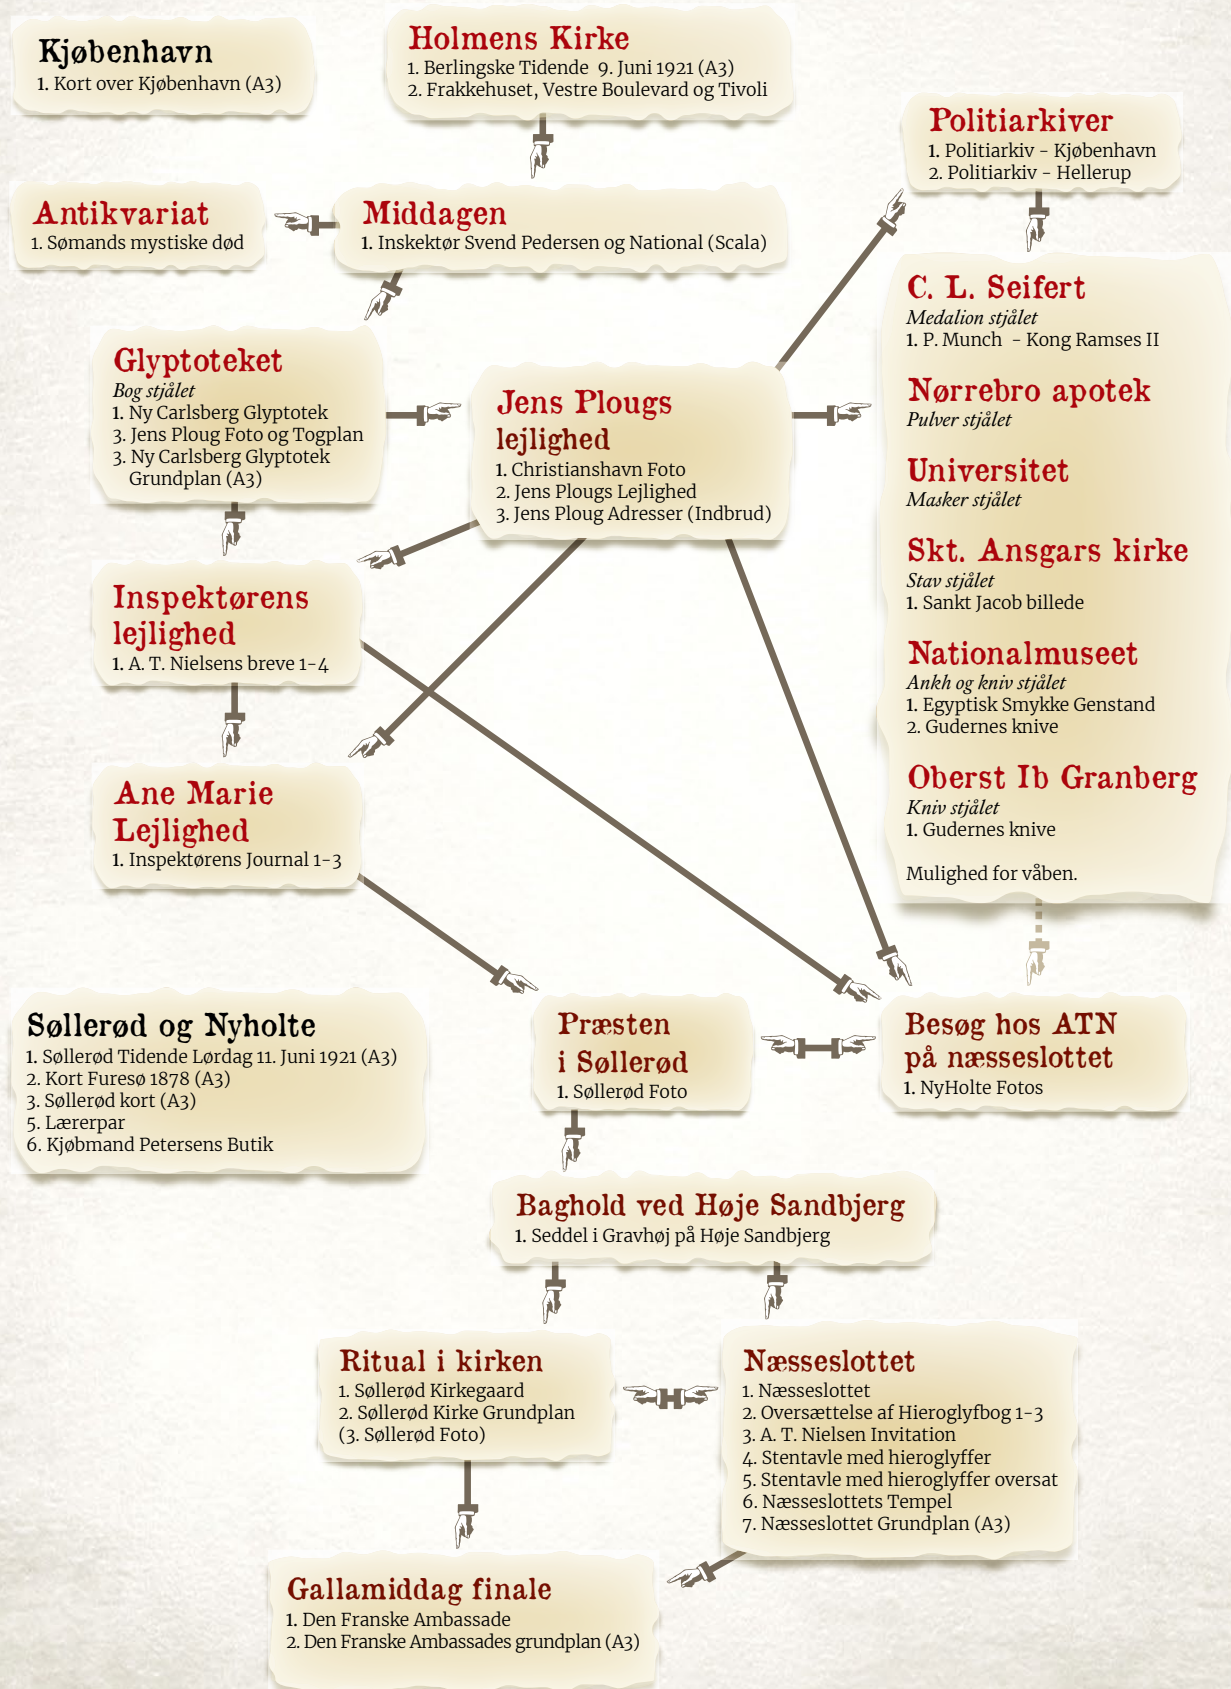 Kjøbenhavn
1. Kort over Kjøbenhavn (A3)
Holmens Kirke
1. Berlingske Tidende 9. Juni 1921 (A3)
2. Frakkehuset, Vestre Boulevard og Tivoli
Politiarkiver
1. Politiarkiv - Kjøbenhavn
2. Politiarkiv - Hellerup
Antikvariat
1. Sømands mystiske død
Middagen
1. Inskektør Svend Pedersen og National (Scala)
C. L. Seifert
Medalion stjålet
1. P. Munch - Kong Ramses II
Nørrebro apotek
Pulver stjålet
Universitet
Masker stjålet
Skt. Ansgars kirke
Stav stjålet
1. Sankt Jacob billede
Nationalmuseet
Ankh og kniv stjålet
1. Egyptisk Smykke Genstand
2. Gudernes knive
Oberst Ib Granberg
Kniv stjålet
1. Gudernes knive
Mulighed for våben.
Glyptoteket
Bog stjålet
1. Ny Carlsberg Glyptotek
3. Jens Ploug Foto og Togplan
3. Ny Carlsberg Glyptotek
Grundplan (A3)
Jens Plougs
lejlighed
1. Christianshavn Foto
2. Jens Plougs Lejlighed
3. Jens Ploug Adresser (Indbrud)
Inspektørens
lejlighed
1. A. T. Nielsens breve 1-4
Ane Marie
Lejlighed
1. Inspektørens Journal 1-3
Søllerød og Nyholte
1. Søllerød Tidende Lørdag 11. Juni 1921 (A3)
2. Kort Furesø 1878 (A3)
3. Søllerød kort (A3)
5. Lærerpar
6. Kjøbmand Petersens Butik
Præsten
i Søllerød
1. Søllerød Foto
Besøg hos ATN
på næsseslottet
1. NyHolte Fotos
Baghold ved Høje Sandbjerg
1. Seddel i Gravhøj på Høje Sandbjerg
Ritual i kirken
1. Søllerød Kirkegaard
2. Søllerød Kirke Grundplan
(3. Søllerød Foto)
Næsseslottet
1. Næsseslottet
2. Oversættelse af Hieroglyfbog 1-3
3. A. T. Nielsen Invitation
4. Stentavle med hieroglyffer
5. Stentavle med hieroglyffer oversat
6. Næsseslottets Tempel
7. Næsseslottet Grundplan (A3)
Gallamiddag finale
1. Den Franske Ambassade
2. Den Franske Ambassades grundplan (A3)